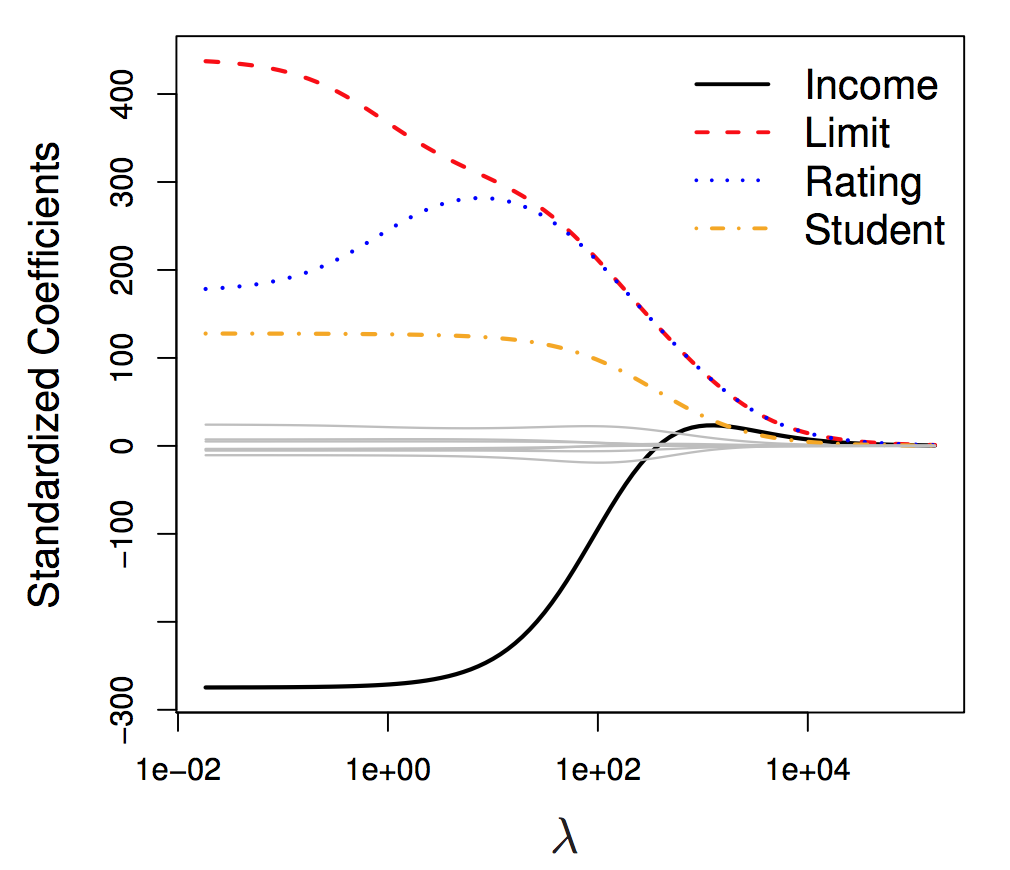 Standardized Coefficients
400
300
200
100
0
−100
−300
1e−02
1e+00
1e+02
1e+04
λ
Income
Limit
Rating
Student